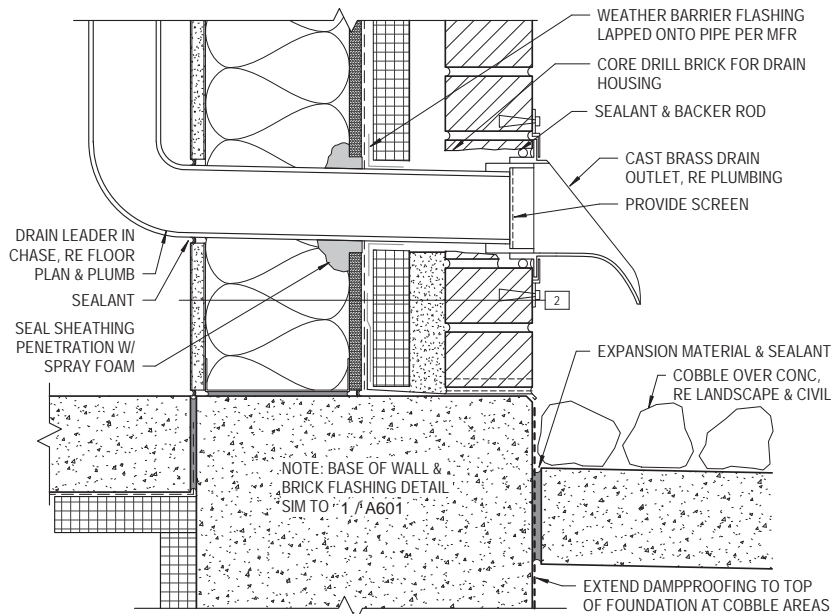 WEATHER BARRIER FLASHING
LAPPED ONTO PIPE PER MFR
CORE DRILL BRICK FOR DRAIN
HOUSING
SEALANT & BACKER ROD
CAST BRASS DRAIN
OUTLET, RE PLUMBING
PROVIDE SCREEN
DRAIN LEADER IN
CHASE, RE FLOOR
PLAN & PLUMB
SEALANT
SEAL SHEATHING
PENETRATION W/
SPRAY FOAM
2
EXPANSION MATERIAL & SEALANT
COBBLE OVER CONC,
RE LANDSCAPE & CIVIL
NOTE: BASE OF WALL &
BRICK FLASHING DETAIL
SIM TO 1 / A601
EXTEND DAMPPROOFING TO TOP
OF FOUNDATION AT COBBLE AREAS